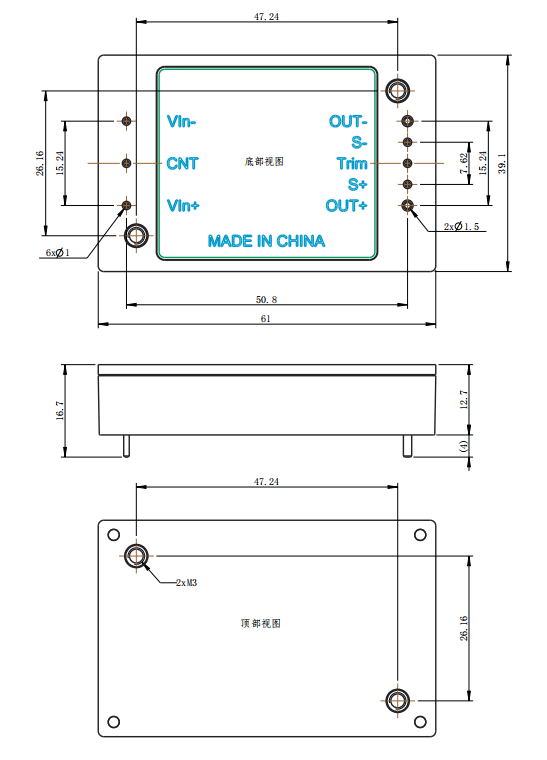 47.24
VIn-
OUT-
S-
CNT
底部视图
Trim
S+
VIn+
OUT+
MADE IN CHINA
26.16
15.24
7.62
15.24
39.1
6xØ1
2xØ1.5
50.8
61
16.7
12.7
(4)
47.24
2xM3
顶部视图
26.16